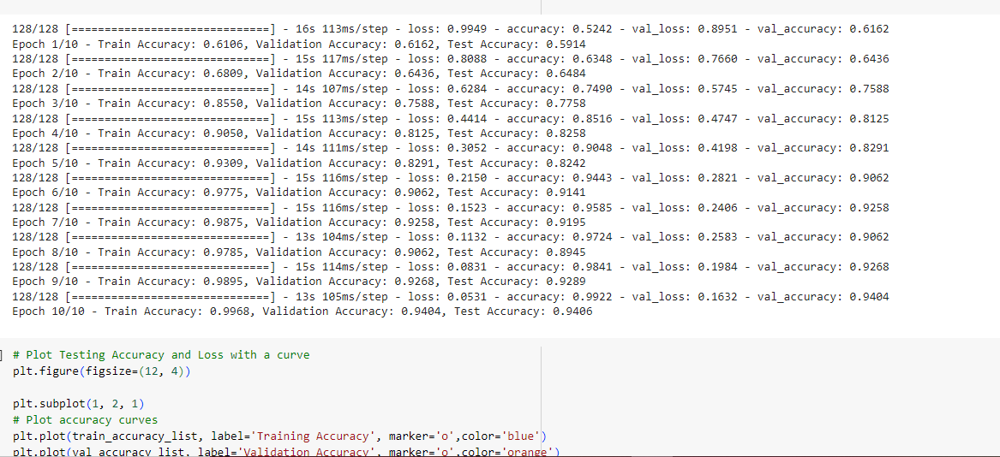 128/128 [==============================] - 16s 113ms/step - loss: 0.9949 - accuracy: 0.5242 - val_loss: 0.8951 - val_accuracy: 0.6162
Epoch 1/10 - Train Accuracy: 0.6106, Validation Accuracy: 0.6162, Test Accuracy: 0.5914
128/128 [==============================] - 15s 117ms/step - loss: 0.8088 - accuracy: 0.6348 - val_loss: 0.7660 - val_accuracy: 0.6436
Epoch 2/10 - Train Accuracy: 0.6809, Validation Accuracy: 0.6436, Test Accuracy: 0.6484
128/128 [==============================] - 14s 107ms/step - loss: 0.6284 - accuracy: 0.7490 - val_loss: 0.5745 - val_accuracy: 0.7588
Epoch 3/10 - Train Accuracy: 0.8550, Validation Accuracy: 0.7588, Test Accuracy: 0.7758
128/128 [==============================] - 15s 113ms/step - loss: 0.4414 - accuracy: 0.8516 - val_loss: 0.4747 - val_accuracy: 0.8125
Epoch 4/10 - Train Accuracy: 0.9050, Validation Accuracy: 0.8125, Test Accuracy: 0.8258
128/128 [==============================] - 14s 111ms/step - loss: 0.3052 - accuracy: 0.9048 - val_loss: 0.4198 - val_accuracy: 0.8291
Epoch 5/10 - Train Accuracy: 0.9309, Validation Accuracy: 0.8291, Test Accuracy: 0.8242
128/128 [==============================] - 15s 116ms/step - loss: 0.2150 - accuracy: 0.9443 - val_loss: 0.2821 - val_accuracy: 0.9062
Epoch 6/10 - Train Accuracy: 0.9775, Validation Accuracy: 0.9062, Test Accuracy: 0.9141
128/128 [==============================] - 15s 116ms/step - loss: 0.1523 - accuracy: 0.9585 - val_loss: 0.2406 - val_accuracy: 0.9258
Epoch 7/10 - Train Accuracy: 0.9875, Validation Accuracy: 0.9258, Test Accuracy: 0.9195
128/128 [==============================] - 13s 104ms/step - loss: 0.1132 - accuracy: 0.9724 - val_loss: 0.2583 - val_accuracy: 0.9062
Epoch 8/10 - Train Accuracy: 0.9785, Validation Accuracy: 0.9062, Test Accuracy: 0.8945
128/128 [==============================] - 15s 114ms/step - loss: 0.0831 - accuracy: 0.9841 - val_loss: 0.1984 - val_accuracy: 0.9268
Epoch 9/10 - Train Accuracy: 0.9895, Validation Accuracy: 0.9268, Test Accuracy: 0.9289
128/128 [==============================] - 13s 105ms/step - loss: 0.0531 - accuracy: 0.9922 - val_loss: 0.1632 - val_accuracy: 0.9404
Epoch 10/10 - Train Accuracy: 0.9968, Validation Accuracy: 0.9404, Test Accuracy: 0.9406
] # Plot Testing Accuracy and Loss with a curve
plt.figure(figsize=(12, 4))
plt.subplot(1, 2, 1)
# Plot accuracy curves
plt.plot(train_accuracy_list, label='Training Accuracy', marker='o',color='blue')
plt.plot(val_accuracy_list, label='Validation Accuracy', marker='o',color='orange')